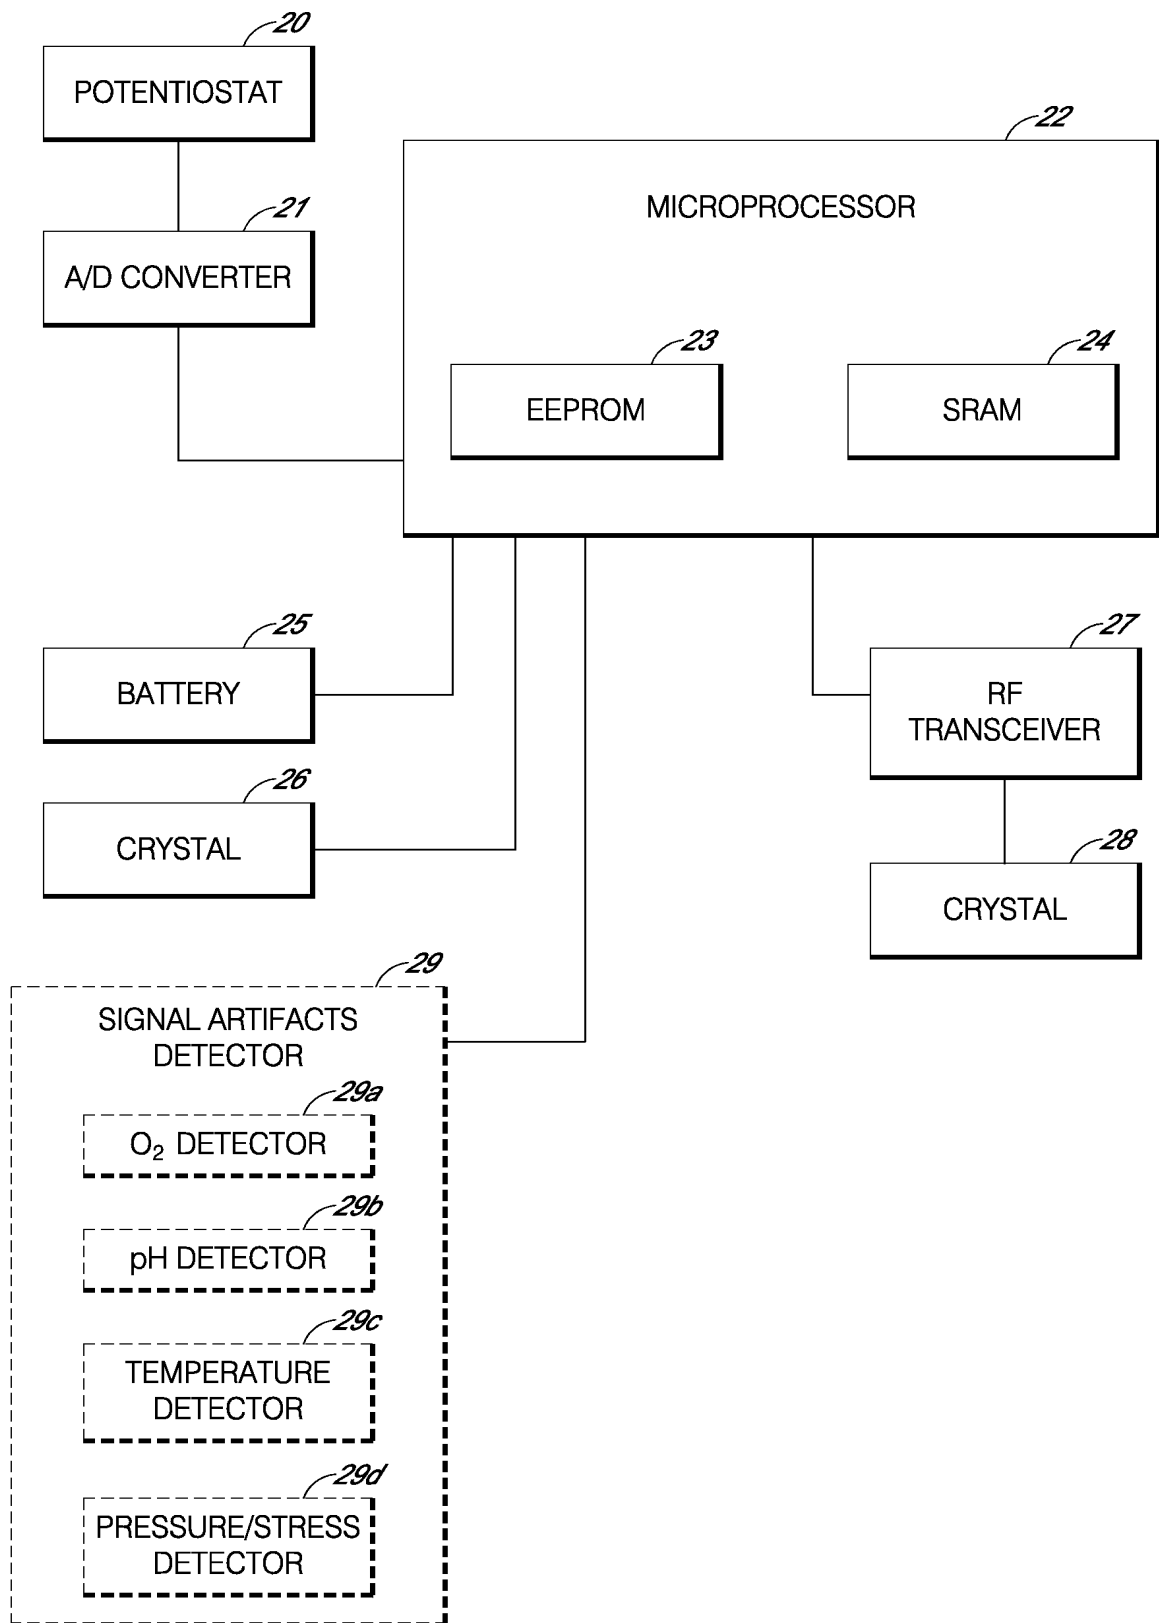 20
POTENTIOSTAT
22
MICROPROCESSOR
21
A/D CONVERTER
23
EEPROM
24
SRAM
25
BATTERY
27
RF
TRANSCEIVER
26
CRYSTAL
28
CRYSTAL
29
SIGNAL ARTIFACTS
DETECTOR
29a
O₂ DETECTOR
29b
pH DETECTOR
29c
TEMPERATURE
DETECTOR
29d
PRESSURE/STRESS
DETECTOR